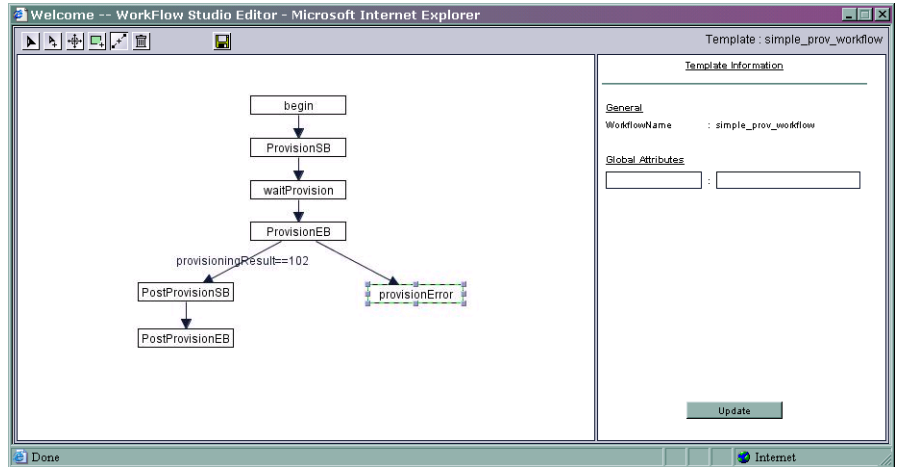 Welcome -- WorkFlow Studio Editor - Microsoft Internet Explorer
Template : simple_prov_workflow
Template Information
begin
General
WorkflowName : simple_prov_workflow
ProvisionSB
Global Attributes
:
waitProvision
ProvisionEB
provisioningResult==102
PostProvisionSB
provisionError
PostProvisionEB
Update
Done
Internet